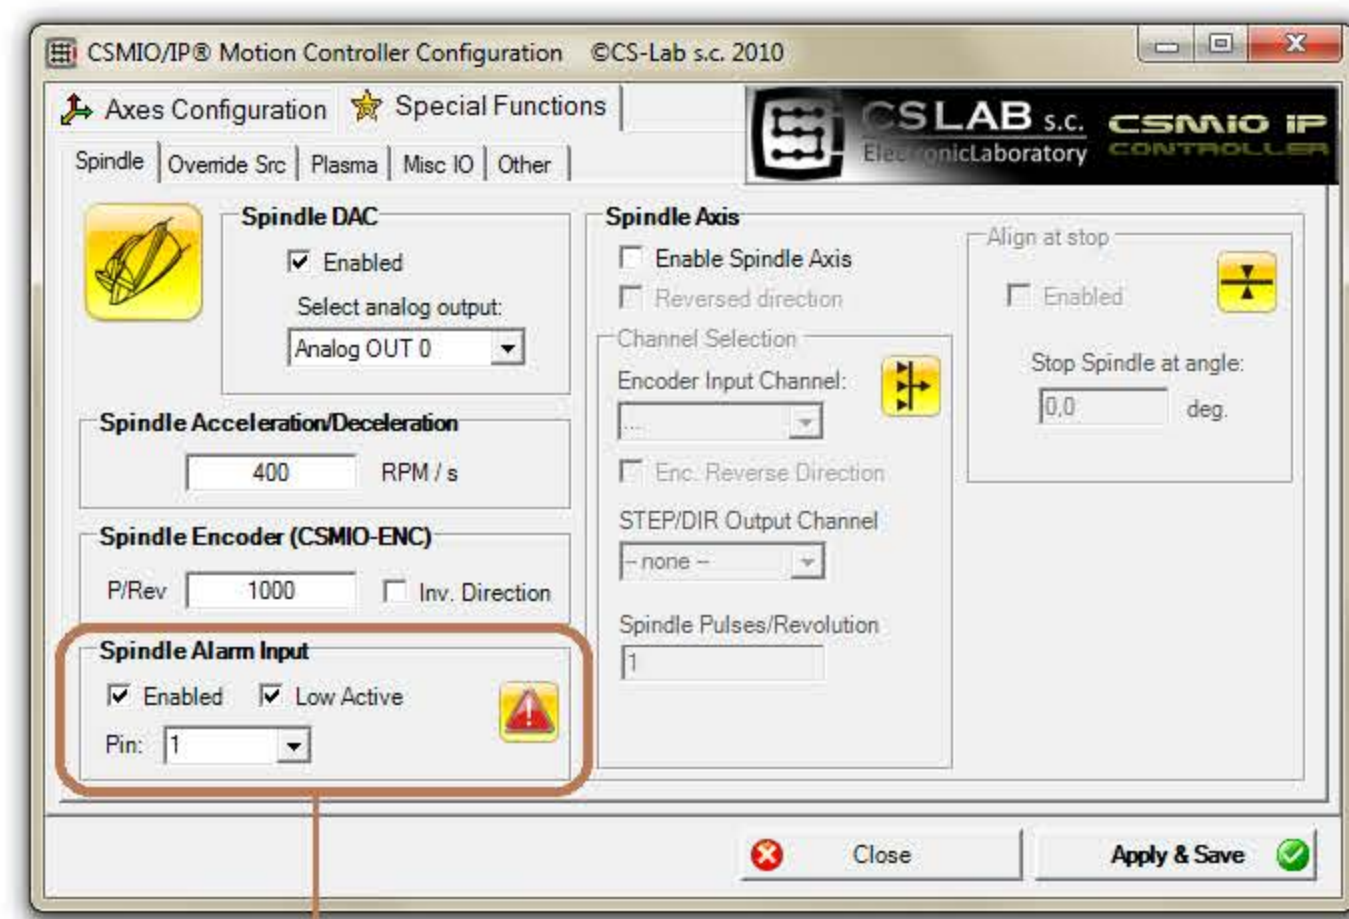 CSMIO/IP® Motion Controller Configuration ©CS-Lab s.c. 2010
Axes Configuration Special Functions
CSLAB s.c.
ElectronicLaboratory
CSMIO IP
CONTROLLER
Spindle Override Src Plasma Misc IO Other
Spindle DAC
Enabled
Select analog output:
Analog OUT 0
Spindle Acceleration/Deceleration
400 RPM / s
Spindle Encoder (CSMIO-ENC)
P/Rev 1000 Inv. Direction
Spindle Alarm Input
Enabled Low Active
Pin: 1
Spindle Axis
Enable Spindle Axis
Reversed direction
Channel Selection
Encoder Input Channel:
...
Enc. Reverse Direction
STEP/DIR Output Channel
-- none --
Spindle Pulses/Revolution
1
Align at stop
Enabled
Stop Spindle at angle:
0,0 deg.
Close Apply & Save